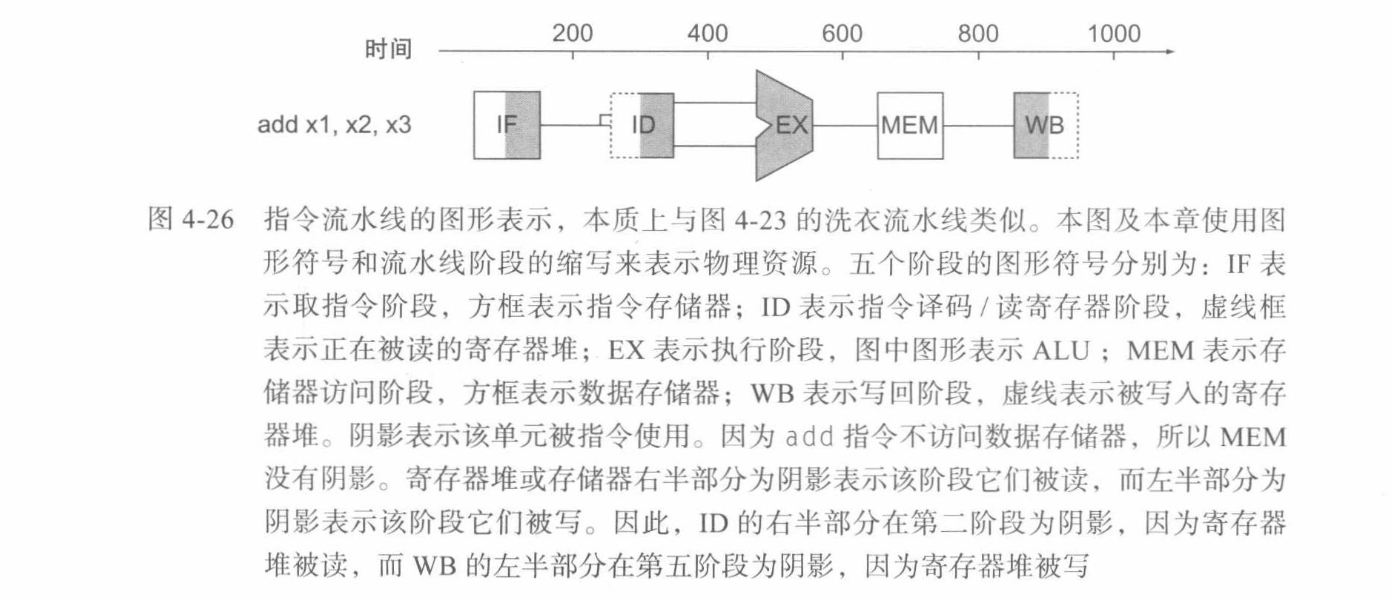 200 400 600 800 1000
时间
add x1, x2, x3 IF ID EX MEM WB
图 4-26 指令流水线的图形表示，本质上与图 4-23 的洗衣流水线类似。本图及本章使用图
形符号和流水线阶段的缩写来表示物理资源。五个阶段的图形符号分别为：IF 表
示取指令阶段，方框表示指令存储器；ID 表示指令译码 / 读寄存器阶段，虚线框
表示正在被读的寄存器堆；EX 表示执行阶段，图中图形表示 ALU；MEM 表示存
储器访问阶段，方框表示数据存储器；WB 表示写回阶段，虚线表示被写入的寄存
器堆。阴影表示该单元被指令使用。因为 add 指令不访问数据存储器，所以 MEM
没有阴影。寄存器堆或存储器右半部分为阴影表示该阶段它们被读，而左半部分为
阴影表示该阶段它们被写。因此，ID 的右半部分在第二阶段为阴影，因为寄存器
堆被读，而 WB 的左半部分在第五阶段为阴影，因为寄存器堆被写